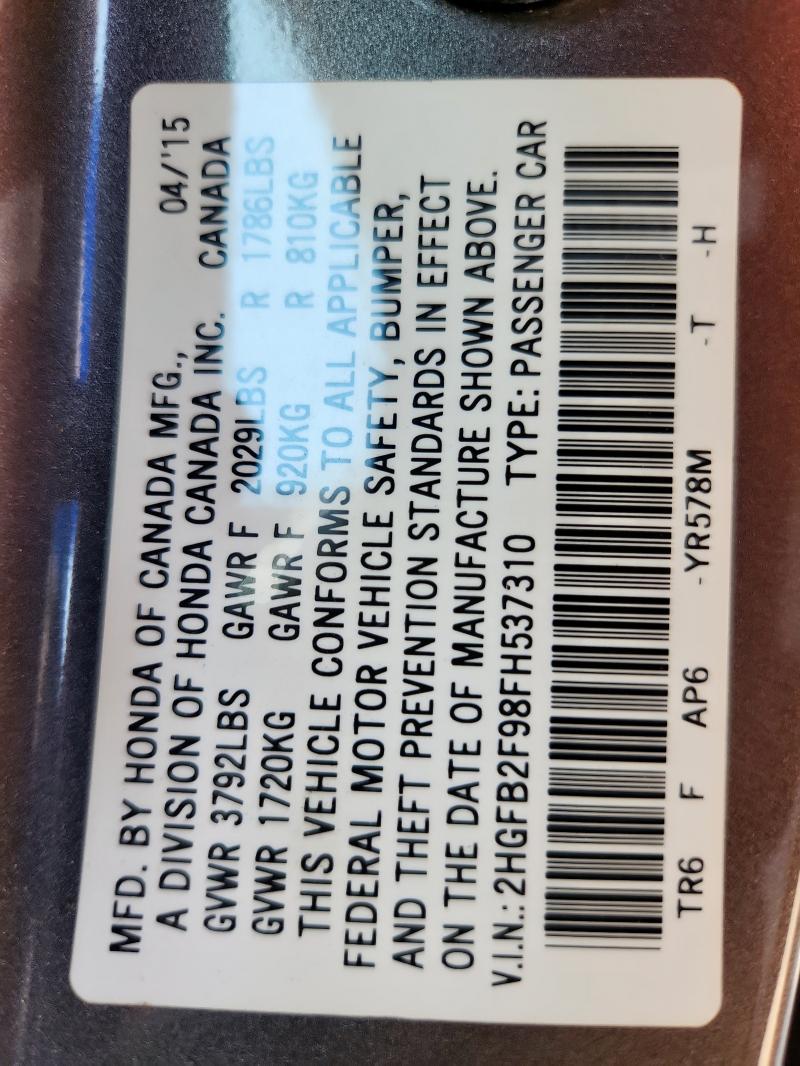 MFD. BY HONDA OF CANADA MFG., 04/'15
A DIVISION OF HONDA CANADA INC. CANADA
GVWR 3792LBS GAWR F 2029LBS R 1786LBS
GVWR 1720KG GAWR F 920KG R 810KG
THIS VEHICLE CONFORMS TO ALL APPLICABLE
FEDERAL MOTOR VEHICLE SAFETY, BUMPER,
AND THEFT PREVENTION STANDARDS IN EFFECT
ON THE DATE OF MANUFACTURE SHOWN ABOVE.
V.I.N.: 2HGFB2F98FH537310 TYPE: PASSENGER CAR
TR6 F AP6 -YR578M -T -H